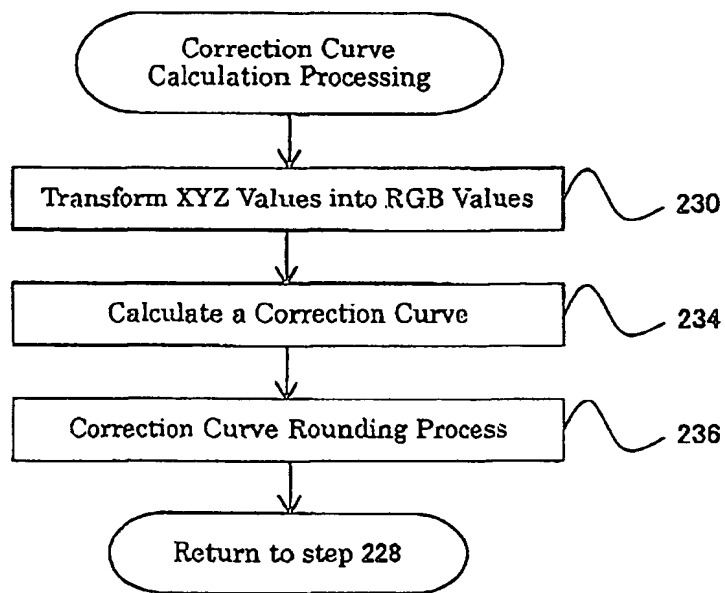 Correction Curve
Calculation Processing
Transform XYZ Values into RGB Values
230
Calculate a Correction Curve
234
Correction Curve Rounding Process
236
Return to step 228